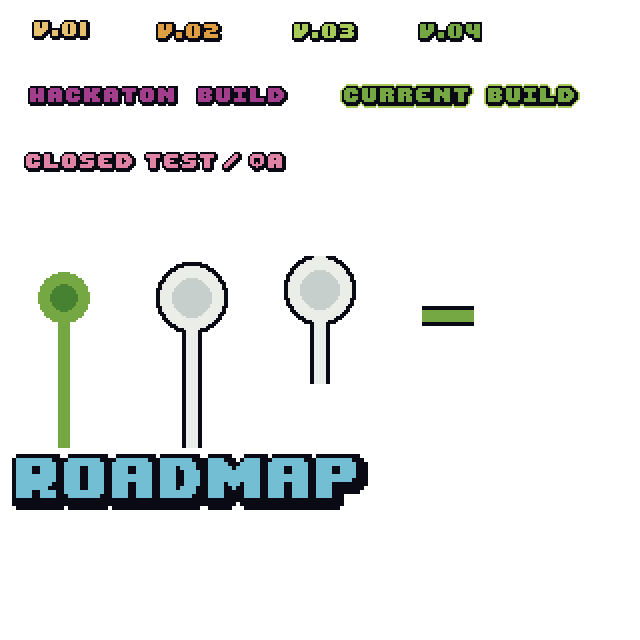 V.01 V.02 V.03 V.04
HACKATON BUILD CURRENT BUILD
CLOSED TEST / QA
ROADMAP